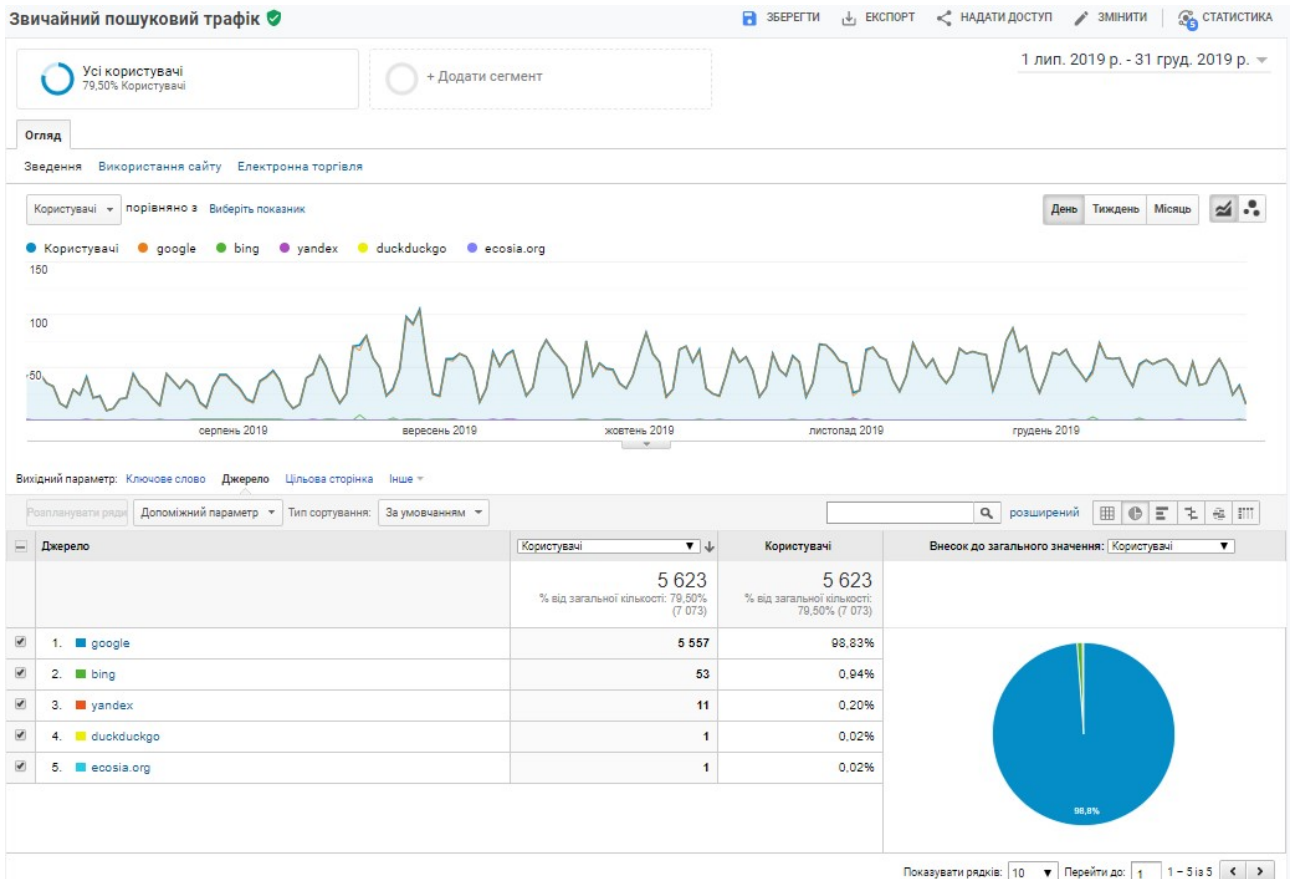 Звичайний пошуковий трафік
ЗБЕРЕГТИ ЕКСПОРТ НАДАТИ ДОСТУП ЗМІНИТИ 5 СТАТИСТИКА
Усі користувачі
79,50% Користувачі
+ Додати сегмент
1 лип. 2019 р. - 31 груд. 2019 р.
Огляд
Зведення Використання сайту Електронна торгівля
Користувачі порівняно з Виберіть показник
День Тиждень Місяць
Користувачі google bing yandex duckduckgo ecosia.org
150
100
50
серпень 2019 вересень 2019 жовтень 2019 листопад 2019 грудень 2019
Вихідний параметр: Ключове слово Джерело Цільова сторінка Інше
Розпланувати ряди Допоміжний параметр Тип сортування: За умовчанням розширений
Джерело Користувачі Користувачі Внесок до загального значення: Користувачі
5 623 5 623
% від загальної кількості: 79,50% % від загальної кількості:
(7 073) 79,50% (7 073)
1. google 5 557 98,83%
2. bing 53 0,94%
3. yandex 11 0,20%
4. duckduckgo 1 0,02%
5. ecosia.org 1 0,02%
98,8%
Показувати рядків: 10 Перейти до: 1 1 – 5 із 5